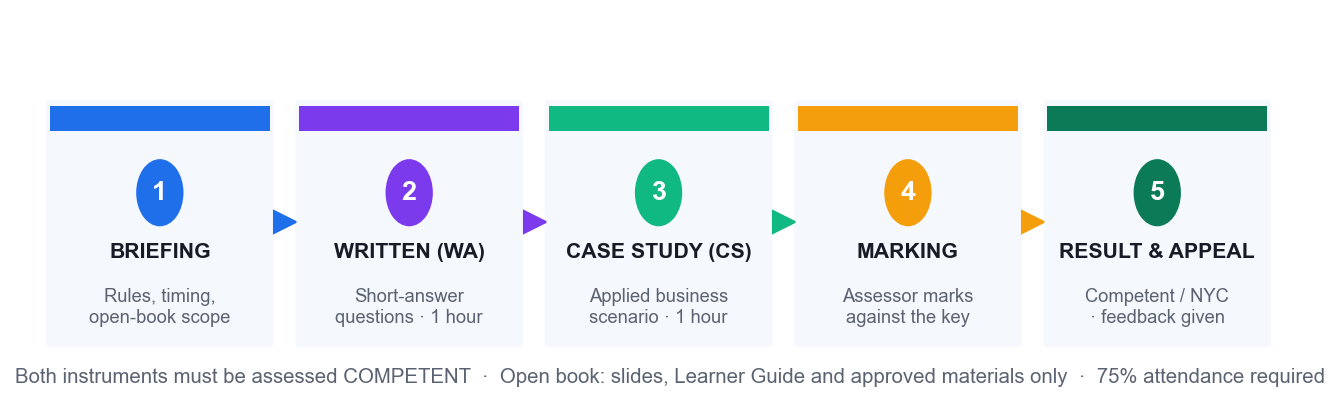 1
BRIEFING
Rules, timing,
open-book scope
2
WRITTEN (WA)
Short-answer
questions · 1 hour
3
CASE STUDY (CS)
Applied business
scenario · 1 hour
4
MARKING
Assessor marks
against the key
5
RESULT & APPEAL
Competent / NYC
· feedback given
Both instruments must be assessed COMPETENT · Open book: slides, Learner Guide and approved materials only · 75% attendance required